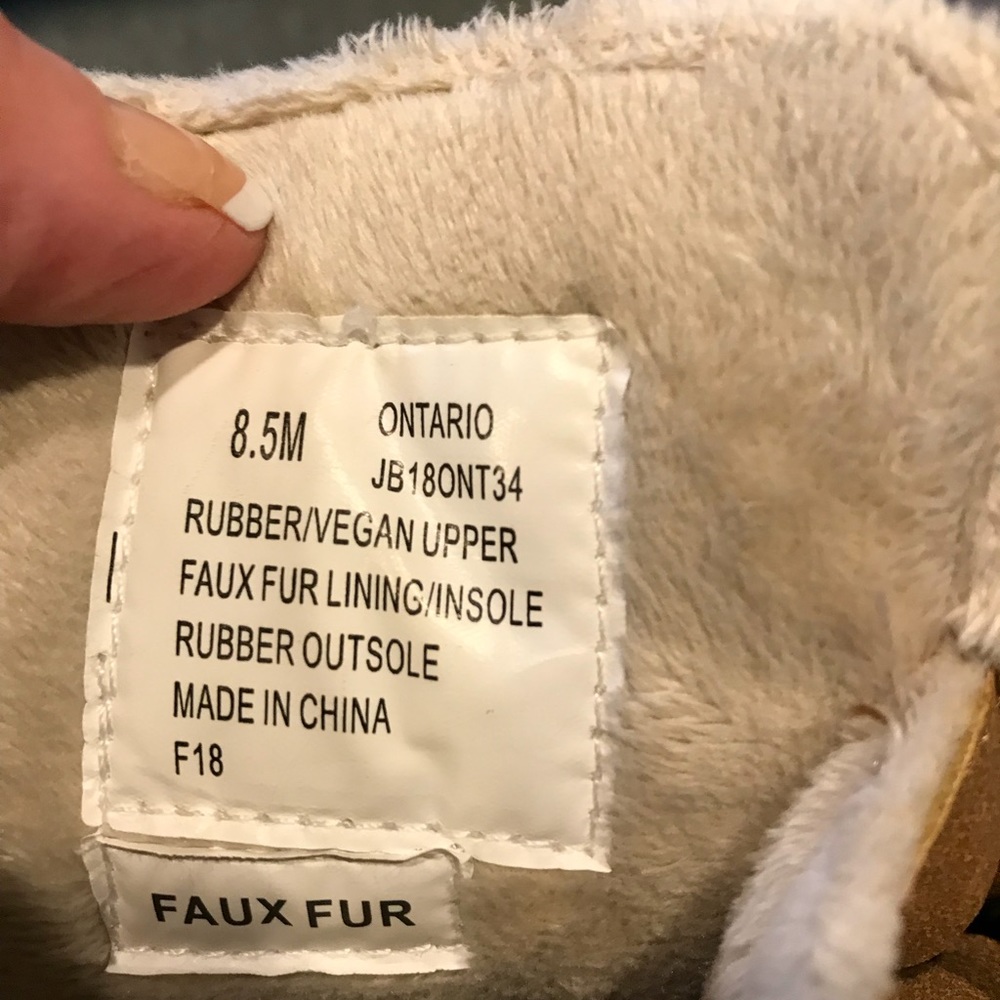 8.5M ONTARIO
JB18ONT34
RUBBER/VEGAN UPPER
FAUX FUR LINING/INSOLE
RUBBER OUTSOLE
MADE IN CHINA
F18
FAUX FUR